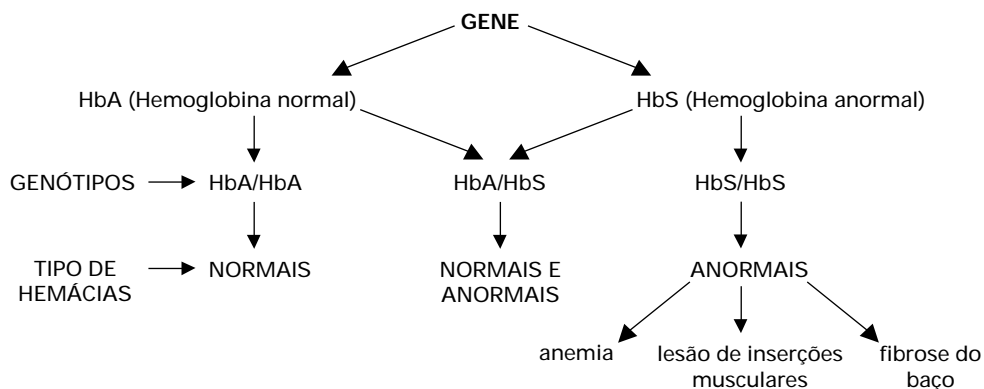 GENE
HbA (Hemoglobina normal)
HbS (Hemoglobina anormal)
GENÓTIPOS
HbA/HbA
HbA/HbS
HbS/HbS
TIPO DE
HEMÁCIAS
NORMAIS
NORMAIS E
ANORMAIS
ANORMAIS
anemia
lesão de inserções
musculares
fibrose do
baço